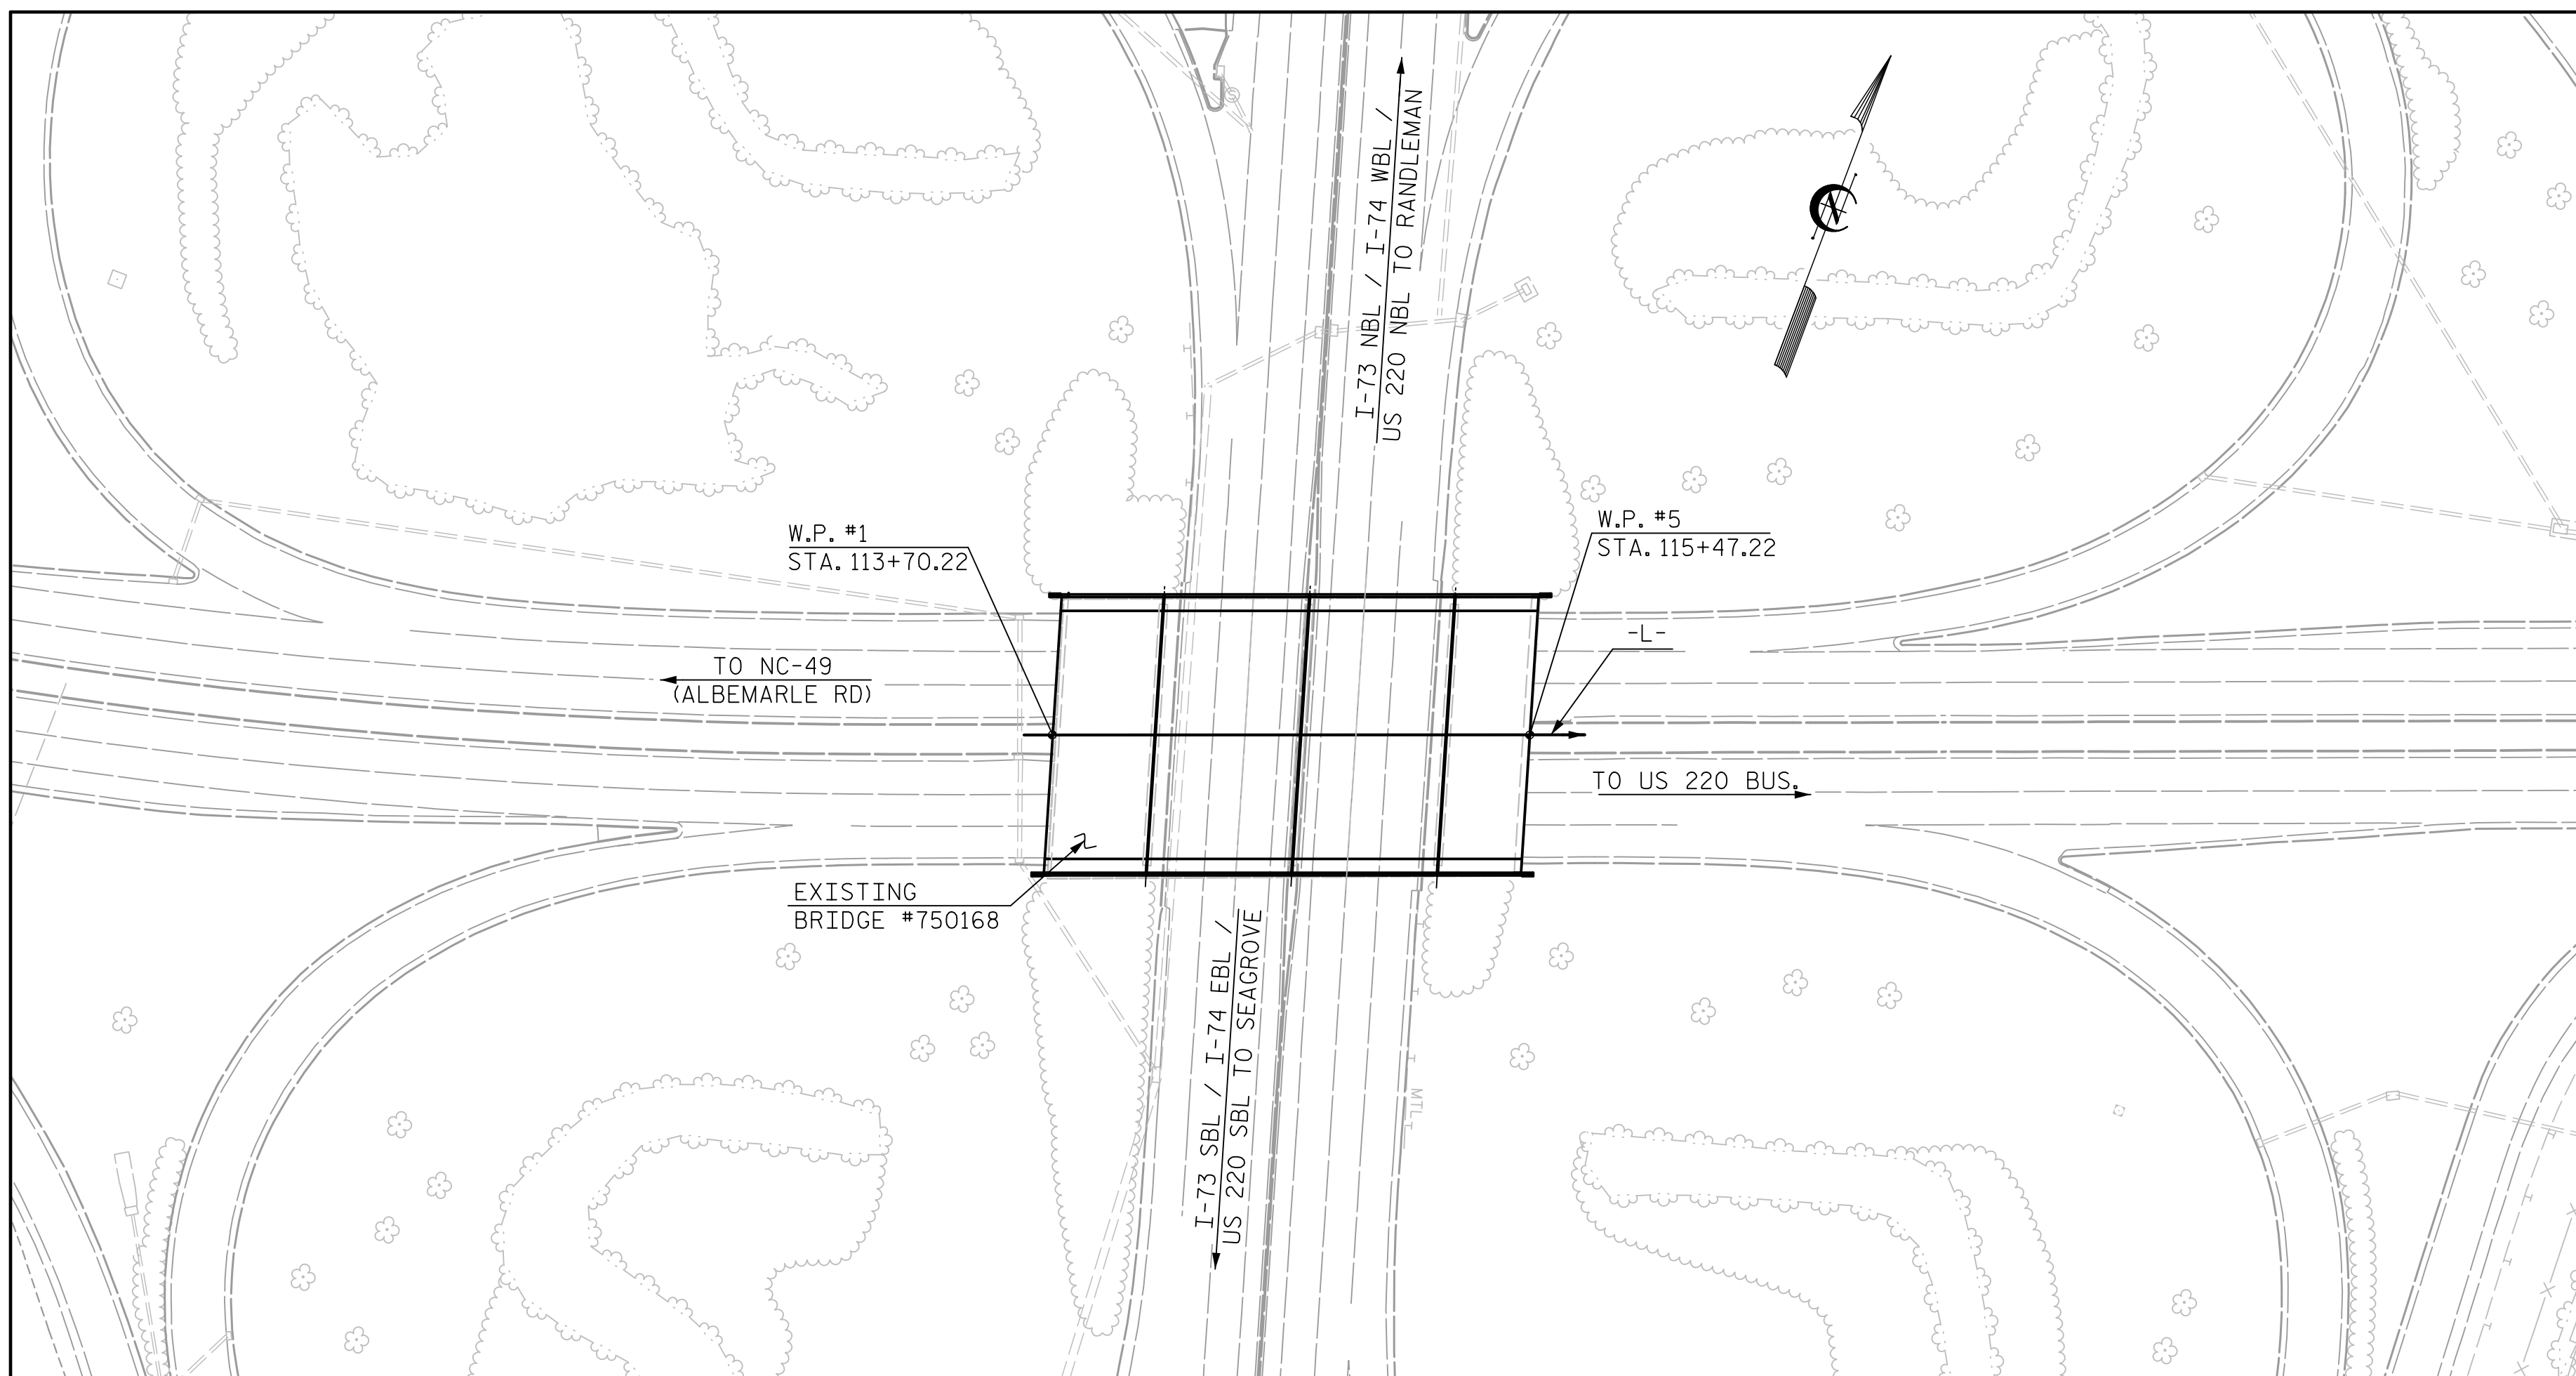 I-73 NBL / I-74 WBL /
US 220 NBL TO RANDLEMAN
N
W.P. #1
STA. 113+70.22
W.P. #5
STA. 115+47.22
-L-
TO NC-49
(ALBEMARLE RD)
TO US 220 BUS.
EXISTING
BRIDGE #750168
I-73 SBL / I-74 EBL /
US 220 SBL TO SEAGROVE
MTL